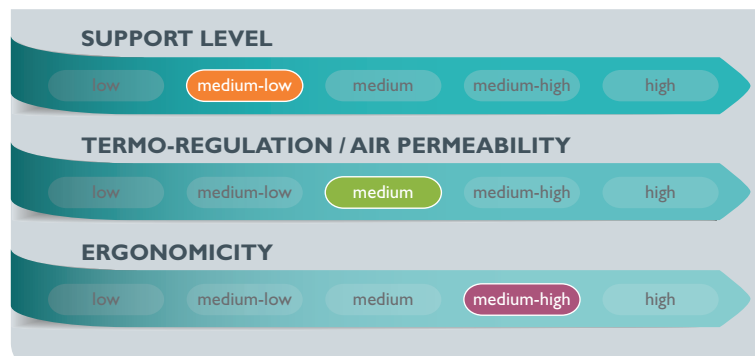 SUPPORT LEVEL
low medium-low medium medium-high high
TERMO-REGULATION / AIR PERMEABILITY
low medium-low medium medium-high high
ERGONOMICITY
low medium-low medium medium-high high